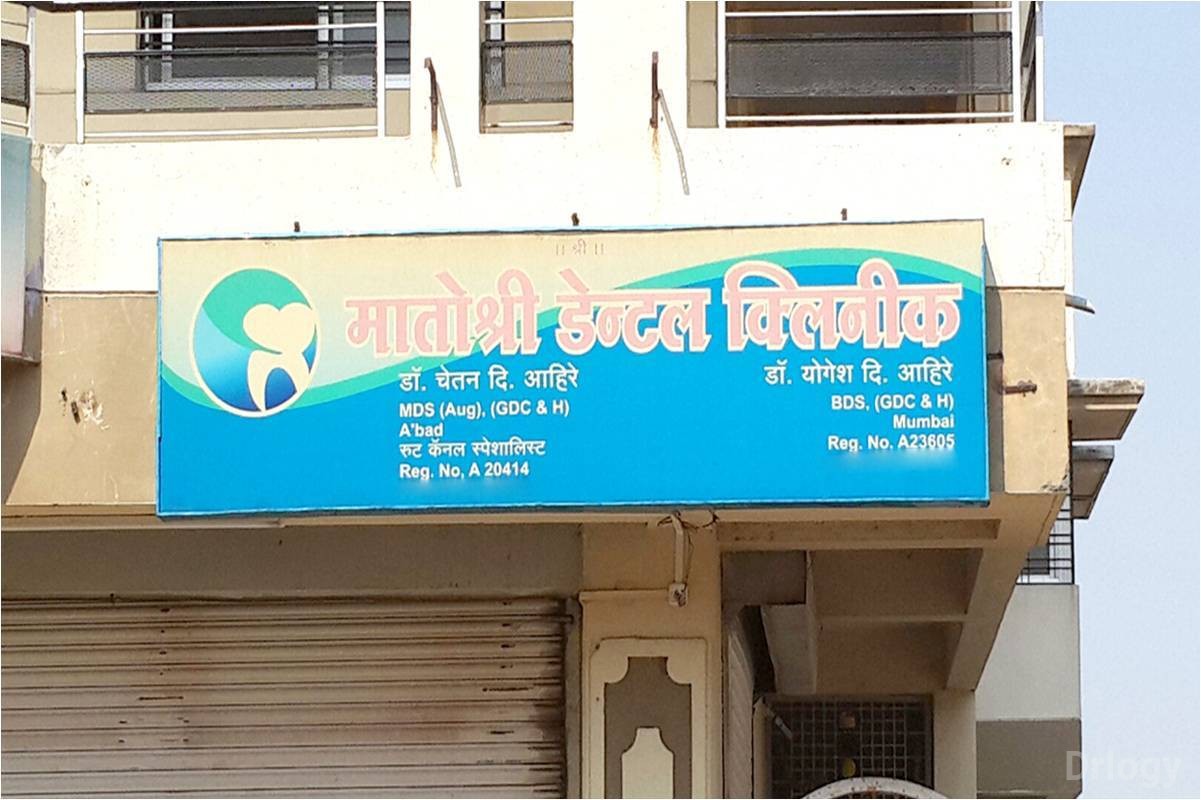 || श्री ||
मातोश्री डेन्टल क्लिनीक
डॉ. चेतन दि. आहिरे
MDS (Aug), (GDC & H)
A'bad
रुट कॅनल स्पेशालिस्ट
Reg. No, A 20414
डॉ. योगेश दि. आहिरे
BDS, (GDC & H)
Mumbai
Reg. No. A23605
Drlogy